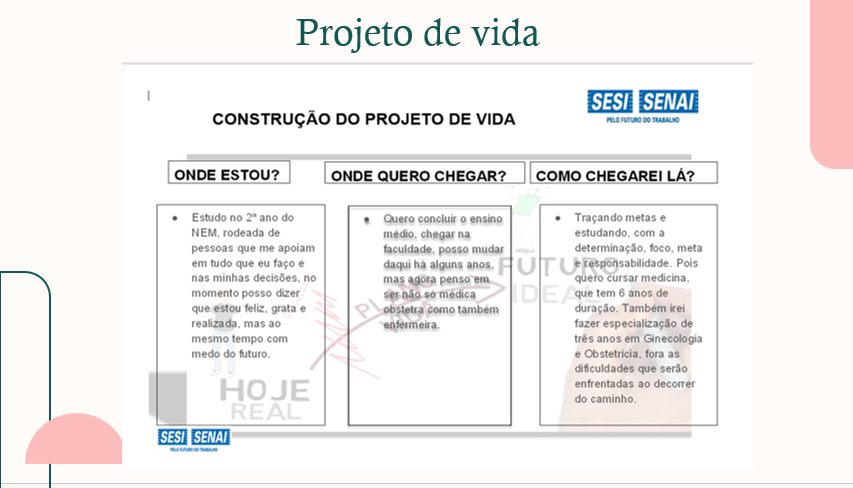 Projeto de vida
SESI SENAI
PELO FUTURO DO TRABALHO
CONSTRUÇÃO DO PROJETO DE VIDA
ONDE ESTOU?
ONDE QUERO CHEGAR?
COMO CHEGAREI LÁ?
• Estudo no 2ª ano do
NEM, rodeada de
pessoas que me apoiam
em tudo que eu faço e
nas minhas decisões, no
momento posso dizer
que estou feliz, grata e
realizada, mas ao
mesmo tempo com
medo do futuro.
• Quero concluir o ensino
médio, chegar na
faculdade, posso mudar
daqui há alguns anos,
mas agora penso em
ser não so médica
obstetra como também
enfermeira.
• Traçando metas e
estudando, com a
determinação, foco, meta
e responsabilidade. Pois
quero cursar medicina,
que tem 6 anos de
duração. Também irei
fazer especialização de
três anos em Ginecologia
e Obstetrícia, fora as
dificuldades que serão
enfrentadas ao decorrer
do caminho.
FUTURO
IDEAL
PLANO
VIDA
HOJE
REAL
SESI SENAI
PELO FUTURO DO TRABALHO